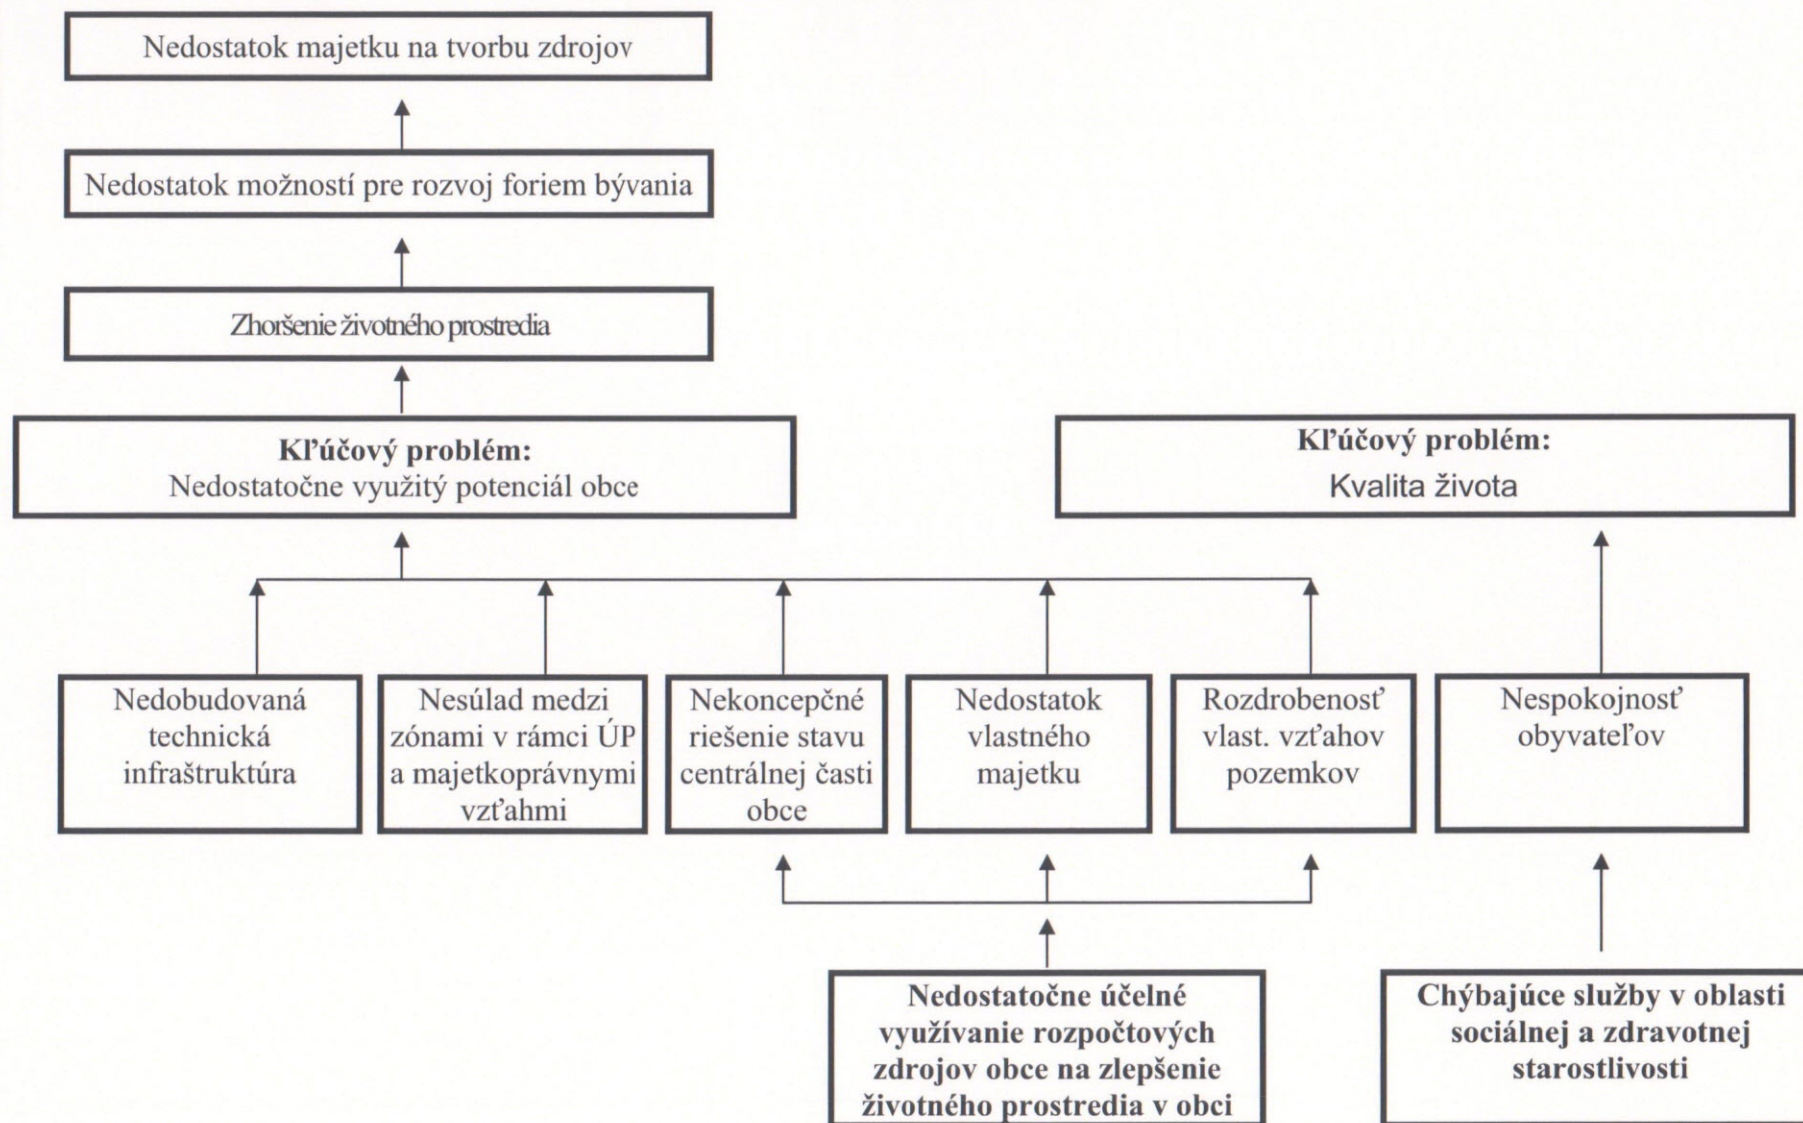 Nedostatok majetku na tvorbu zdrojov
Nedostatok možností pre rozvoj foriem bývania
Zhoršenie životného prostredia
Kľúčový problém:
Nedostatočne využitý potenciál obce
Kľúčový problém:
Kvalita života
Nedobudovaná
technická
infraštruktúra
Nesúlad medzi
zónami v rámci ÚP
a majetkoprávnymi
vzťahmi
Nekoncepčné
riešenie stavu
centrálnej časti
obce
Nedostatok
vlastného
majetku
Rozdrobenosť
vlast. vzťahov
pozemkov
Nespokojnosť
obyvateľov
Nedostatočne účelné
využívanie rozpočtových
zdrojov obce na zlepšenie
životného prostredia v obci
Chýbajúce služby v oblasti
sociálnej a zdravotnej
starostlivosti